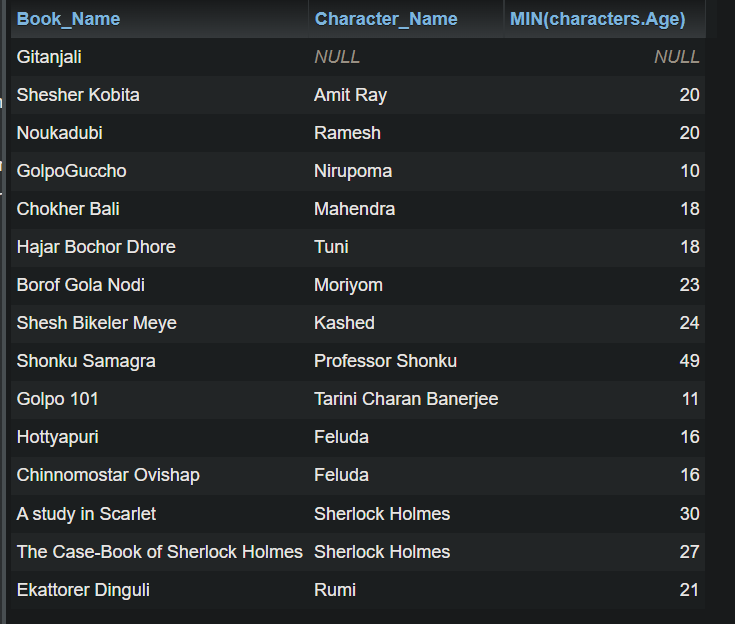 Book_Name Character_Name MIN(characters.Age)
Gitanjali NULL NULL
Shesher Kobita Amit Ray 20
Noukadubi Ramesh 20
GolpoGuccho Nirupoma 10
Chokher Bali Mahendra 18
Hajar Bochor Dhore Tuni 18
Borof Gola Nodi Moriyom 23
Shesh Bikeler Meye Kashed 24
Shonku Samagra Professor Shonku 49
Golpo 101 Tarini Charan Banerjee 11
Hottyapuri Feluda 16
Chinnomostar Ovishap Feluda 16
A study in Scarlet Sherlock Holmes 30
The Case-Book of Sherlock Holmes Sherlock Holmes 27
Ekattorer Dinguli Rumi 21